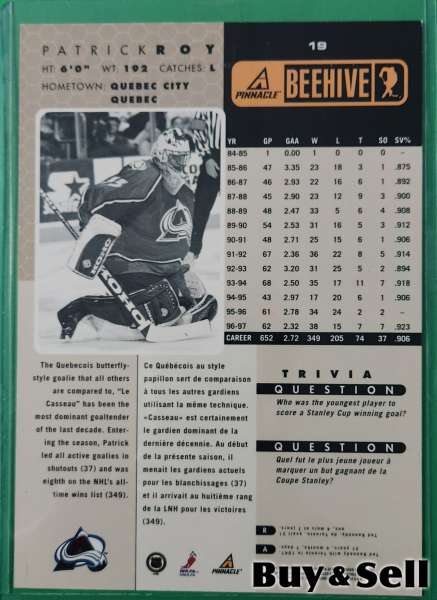 PATRICK ROY
HT: 6'0" WT: 192 CATCHES: L
HOMETOWN: QUEBEC CITY
QUEBEC
19
PINNACLE
BEEHIVE
YR GP GAA W L T SO SV%
84-85 1 0.00 1 0 0 0 –
85-86 47 3.35 23 18 3 1 .875
86-87 46 2.93 22 16 6 1 .892
87-88 45 2.90 23 12 9 3 .900
88-89 48 2.47 33 5 6 4 .908
89-90 54 2.53 31 16 5 3 .912
90-91 48 2.71 25 15 6 1 .906
91-92 67 2.36 36 22 8 5 .914
92-93 62 3.20 31 25 5 2 .894
93-94 68 2.50 35 17 11 7 .918
94-95 43 2.97 17 20 6 1 .906
95-96 61 2.78 34 24 2 2 –
96-97 62 2.32 38 15 7 7 .923
CAREER 652 2.72 349 205 74 37 .906
The Quebecois butterfly-
style goalie that all others
are compared to, "Le
Casseau" has been the
most dominant goaltender
of the last decade. Enter-
ing the season, Patrick
led all active goalies in
shutouts (37) and was
eighth on the NHL's all-
time wins list (349).
Ce Québécois au style
papillon sert de comparaison
à tous les autres gardiens
utilisant la même technique.
«Casseau» est certainement
le gardien dominant de la
dernière décennie. Au début
de la présente saison, il
menait les gardiens actuels
pour les blanchissages (37)
et il arrivait au huitième rang
de la LNH pour les victoires
(349).
TRIVIA
QUESTION
Who was the youngest player to
score a Stanley Cup winning goal?
QUESTION
Quel fut le plus jeune joueur à
marquer un but gagnant de la
Coupe Stanley?
R
A
PINNACLE
Buy & Sell